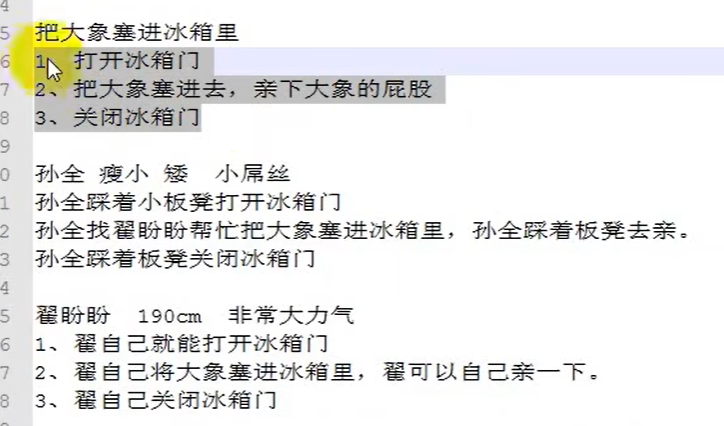 4
5 把大象塞进冰箱里
6 1、打开冰箱门
7 2、把大象塞进去，亲下大象的屁股
8 3、关闭冰箱门
9
0 孙全 瘦小 矮  小屌丝
1 孙全踩着小板凳打开冰箱门
2 孙全找翟盼盼帮忙把大象塞进冰箱里，孙全踩着板凳去亲。
3 孙全踩着板凳关闭冰箱门
4
5 翟盼盼  190cm  非常大力气
6 1、翟自己就能打开冰箱门
7 2、翟自己将大象塞进冰箱里，翟可以自己亲一下。
8 3、翟自己关闭冰箱门